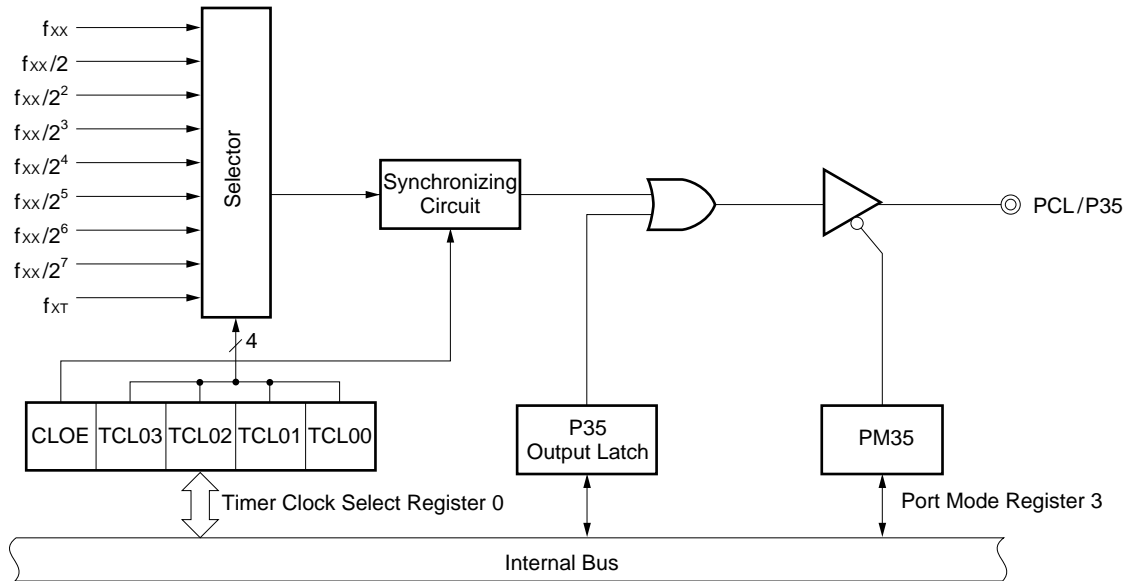 fXX
fXX/2
fXX/2²
fXX/2³
fXX/2⁴
fXX/2⁵
fXX/2⁶
fXX/2⁷
fXT
Selector
4
Synchronizing
Circuit
PCL/P35
CLOE
TCL03
TCL02
TCL01
TCL00
P35
Output Latch
PM35
Timer Clock Select Register 0
Port Mode Register 3
Internal Bus